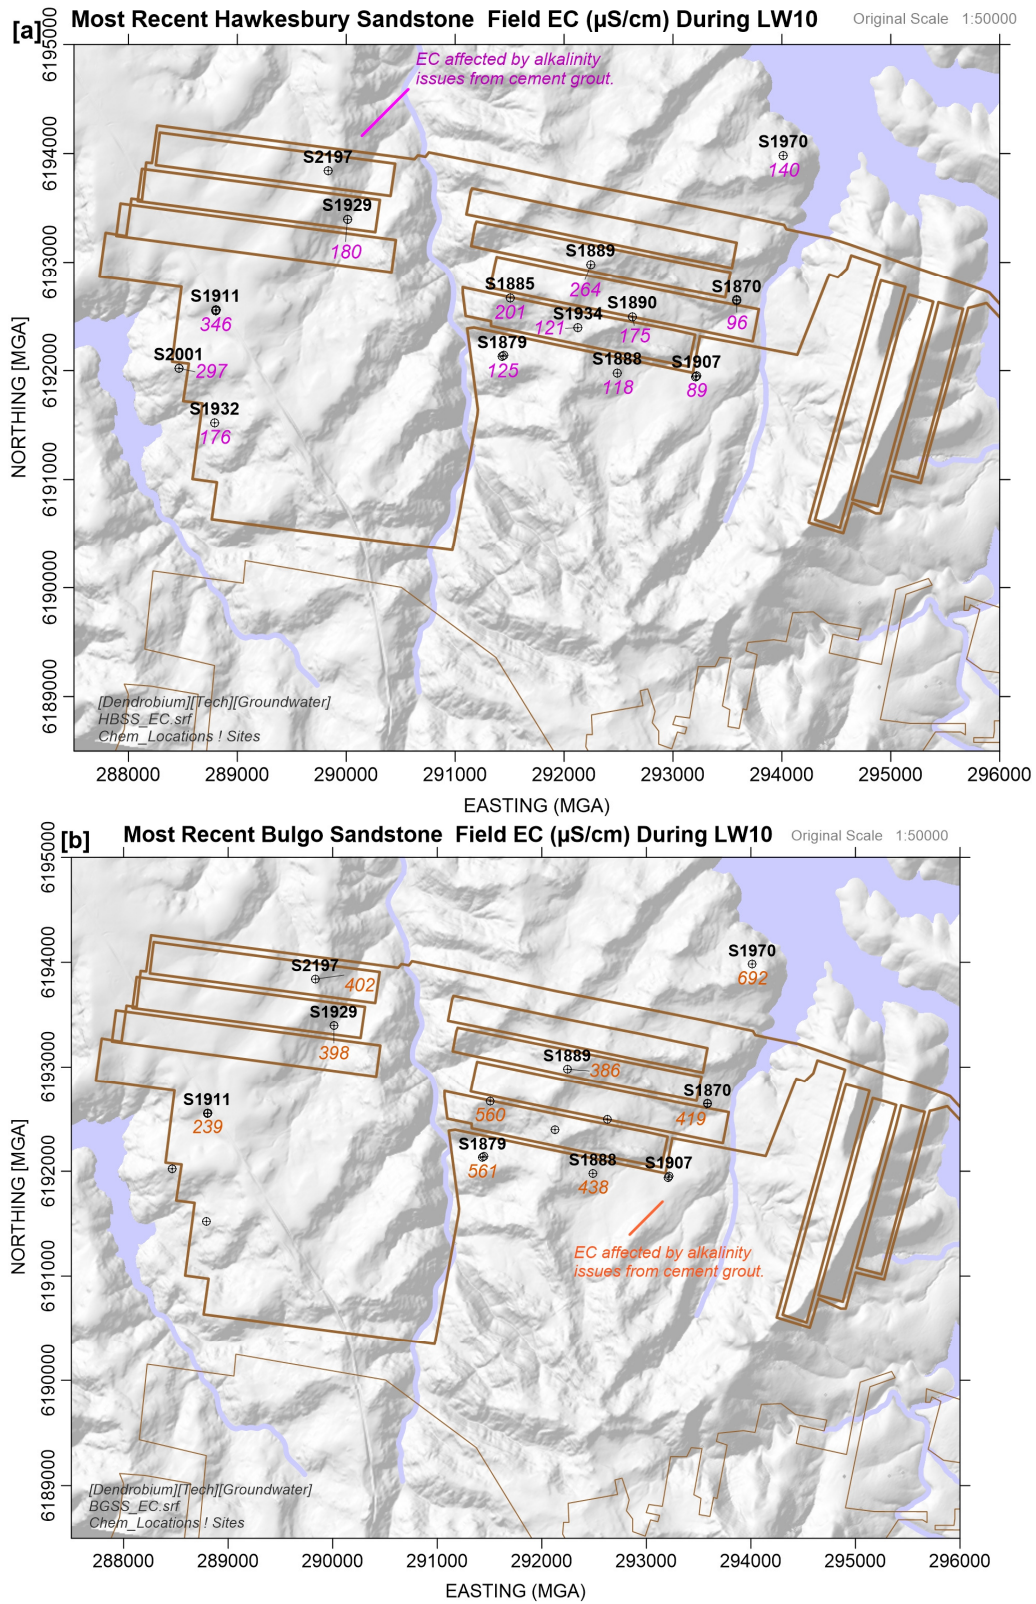 [a]
Most Recent Hawkesbury Sandstone  Field EC (µS/cm) During LW10
Original Scale  1:50000
EC affected by alkalinity
issues from cement grout.
6195000
6194000
6193000
6192000
6191000
6190000
6189000
NORTHING [MGA]
S2197
S1970
140
S1929
180
S1889
264
S1885
201
S1870
96
S1890
175
S1934
121
S1911
346
S1879
125
S2001
297
S1888
118
S1907
89
S1932
176
[Dendrobium][Tech][Groundwater]
HBSS_EC.srf
Chem_Locations ! Sites
288000 289000 290000 291000 292000 293000 294000 295000 296000
EASTING (MGA)
[b]
Most Recent Bulgo Sandstone  Field EC (µS/cm) During LW10
Original Scale  1:50000
6195000
6194000
6193000
6192000
6191000
6190000
6189000
NORTHING [MGA]
S1970
692
S2197
402
S1929
398
S1889
386
S1870
419
S1911
239
560
S1879
561
S1888
438
S1907
EC affected by alkalinity
issues from cement grout.
[Dendrobium][Tech][Groundwater]
BGSS_EC.srf
Chem_Locations ! Sites
288000 289000 290000 291000 292000 293000 294000 295000 296000
EASTING (MGA)